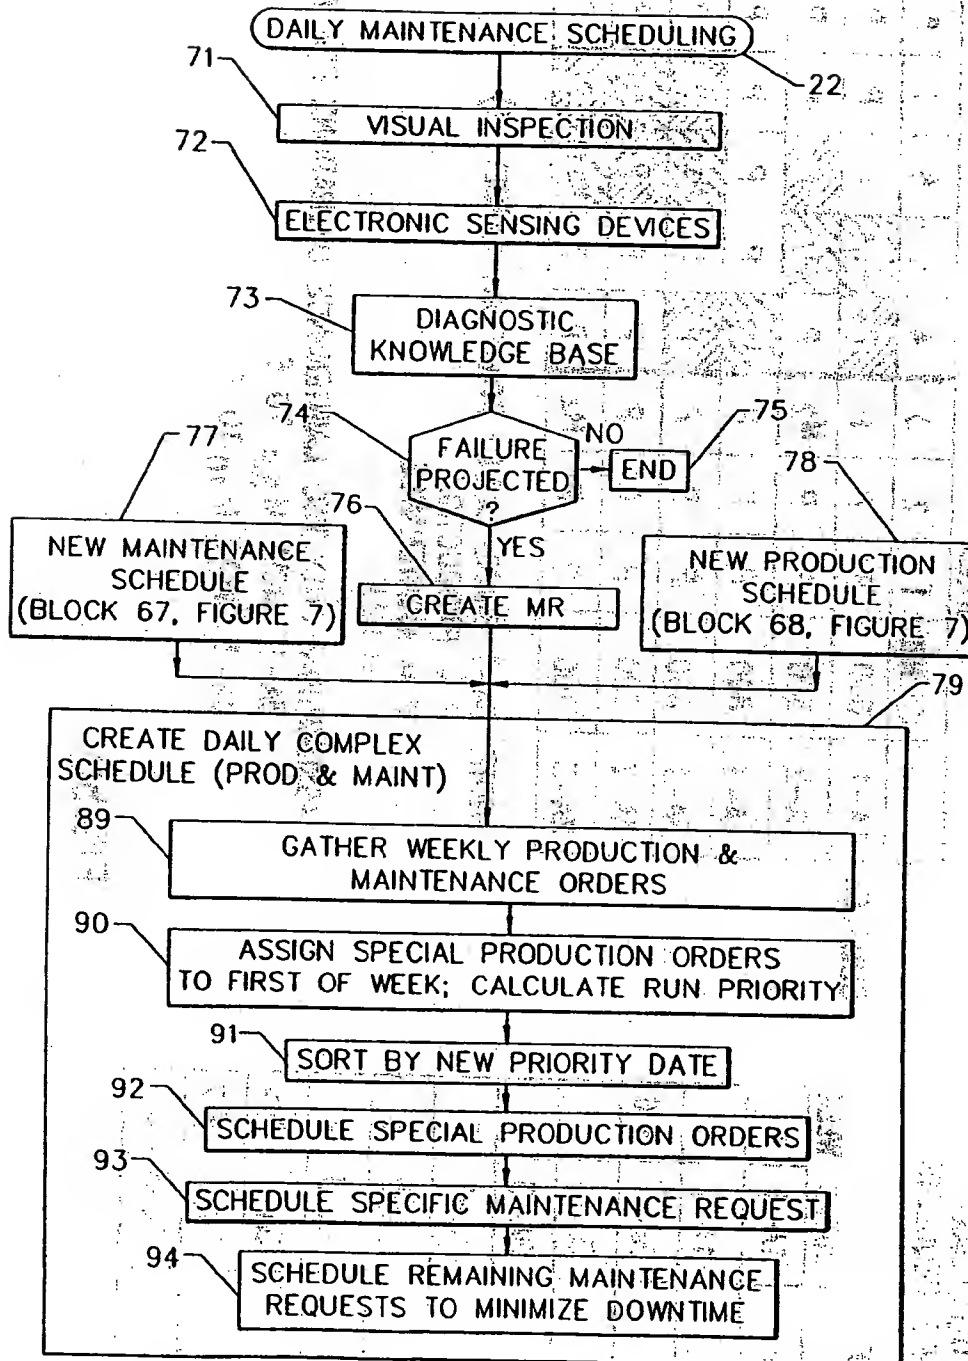 DAILY MAINTENANCE SCHEDULING
22
71
VISUAL INSPECTION
72
ELECTRONIC SENSING DEVICES
73
DIAGNOSTIC
KNOWLEDGE BASE
74
FAILURE
PROJECTED
?
NO
END
75
YES
77
NEW MAINTENANCE
SCHEDULE
(BLOCK 67, FIGURE 7)
76
CREATE MR
78
NEW PRODUCTION
SCHEDULE
(BLOCK 68, FIGURE 7)
79
CREATE DAILY COMPLEX
SCHEDULE (PROD & MAINT)
89
GATHER WEEKLY PRODUCTION &
MAINTENANCE ORDERS
90
ASSIGN SPECIAL PRODUCTION ORDERS
TO FIRST OF WEEK; CALCULATE RUN PRIORITY
91
SORT BY NEW PRIORITY DATE
92
SCHEDULE SPECIAL PRODUCTION ORDERS
93
SCHEDULE SPECIFIC MAINTENANCE REQUEST
94
SCHEDULE REMAINING MAINTENANCE
REQUESTS TO MINIMIZE DOWNTIME